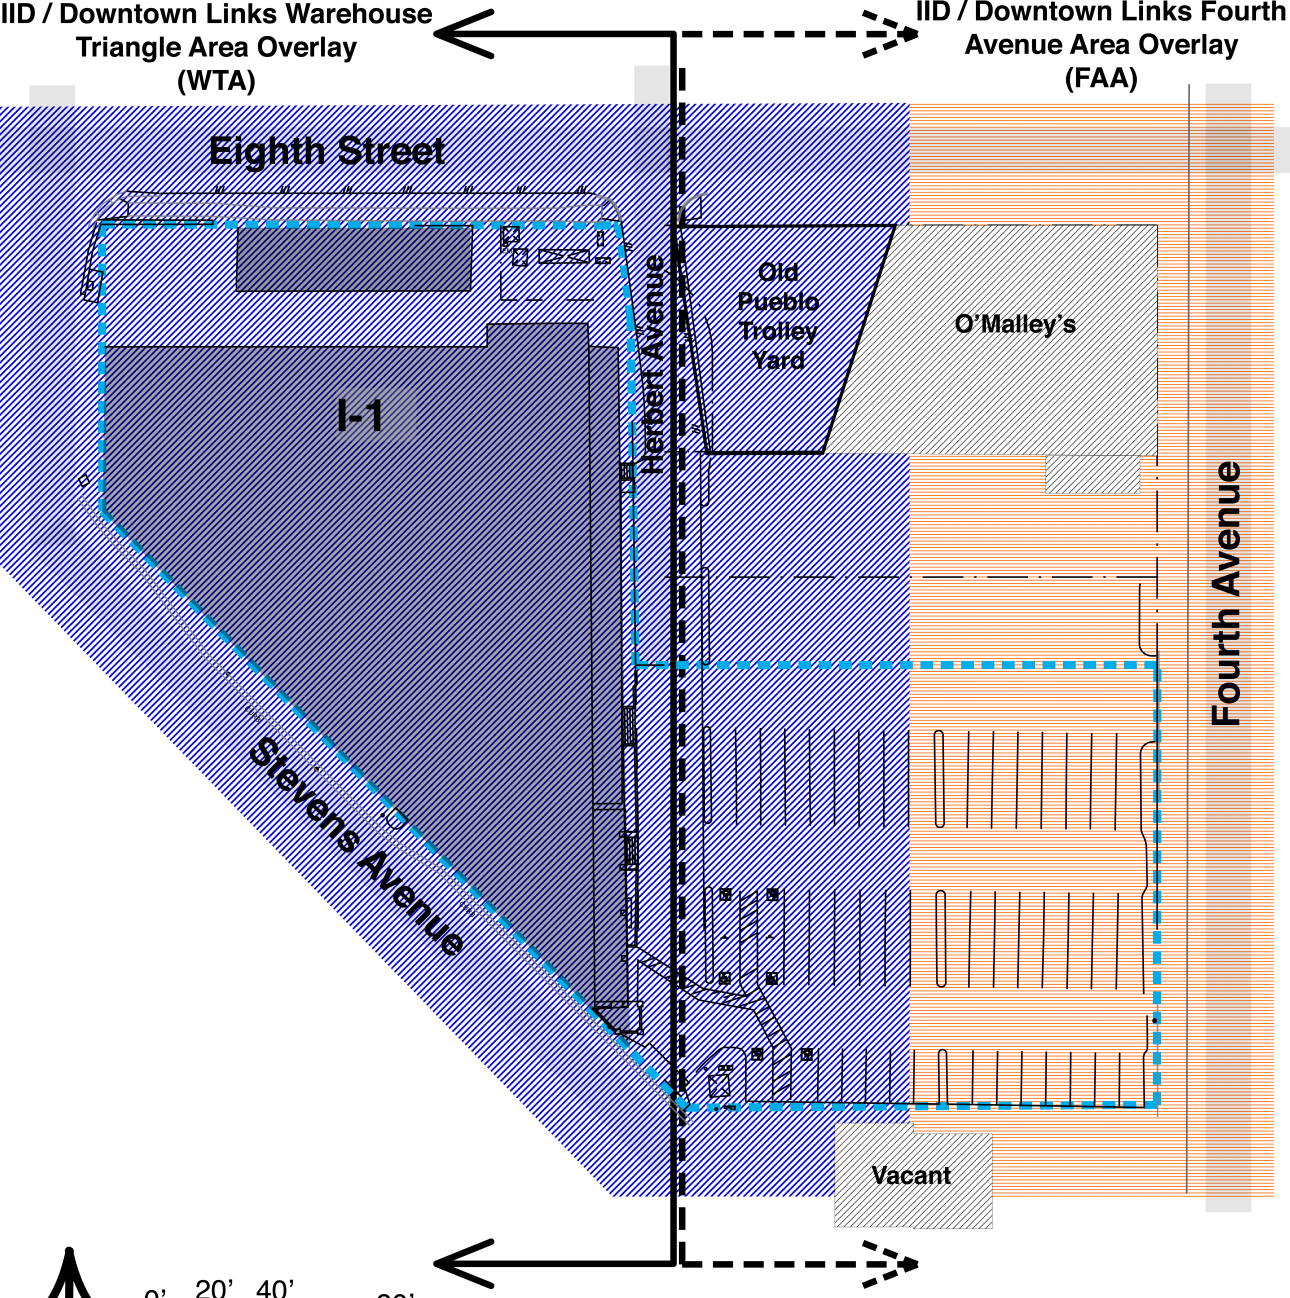 IID / Downtown Links Warehouse
Triangle Area Overlay
(WTA)
IID / Downtown Links Fourth
Avenue Area Overlay
(FAA)
Eighth Street
Herbert Avenue
Old
Pueblo
Trolley
Yard
O’Malley’s
I-1
Fourth Avenue
Stevens Avenue
Vacant
0’ 20’ 40’